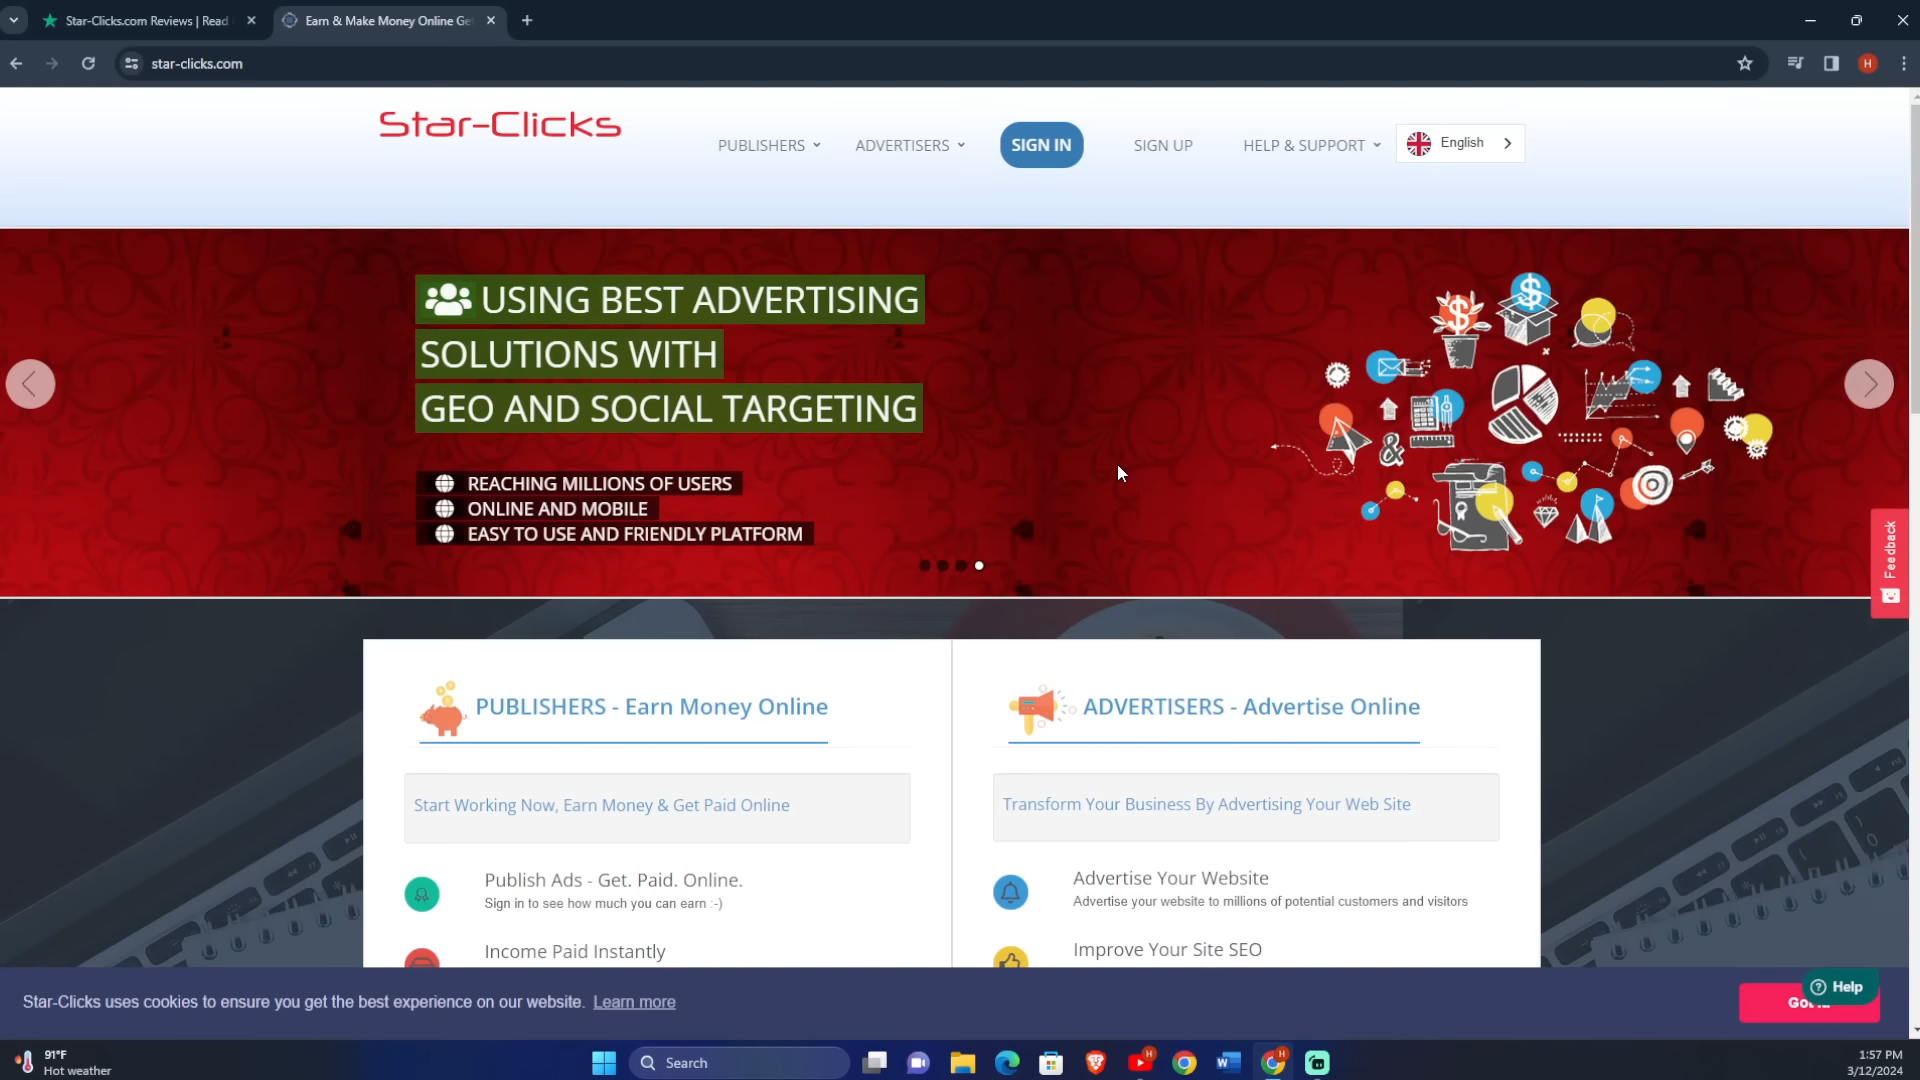 Star-Clicks.com Reviews | Read
Earn & Make Money Online Ge
star-clicks.com
H
Star-Clicks
PUBLISHERS
ADVERTISERS
SIGN IN
SIGN UP
HELP & SUPPORT
English
USING BEST ADVERTISING
SOLUTIONS WITH
GEO AND SOCIAL TARGETING
REACHING MILLIONS OF USERS
ONLINE AND MOBILE
EASY TO USE AND FRIENDLY PLATFORM
Feedback
PUBLISHERS - Earn Money Online
Start Working Now, Earn Money & Get Paid Online
Publish Ads - Get. Paid. Online.
Sign in to see how much you can earn :-)
Income Paid Instantly
ADVERTISERS - Advertise Online
Transform Your Business By Advertising Your Web Site
Advertise Your Website
Advertise your website to millions of potential customers and visitors
Improve Your Site SEO
Star-Clicks uses cookies to ensure you get the best experience on our website. Learn more
Help
91°F
Hot weather
Search
1:57 PM
3/12/2024